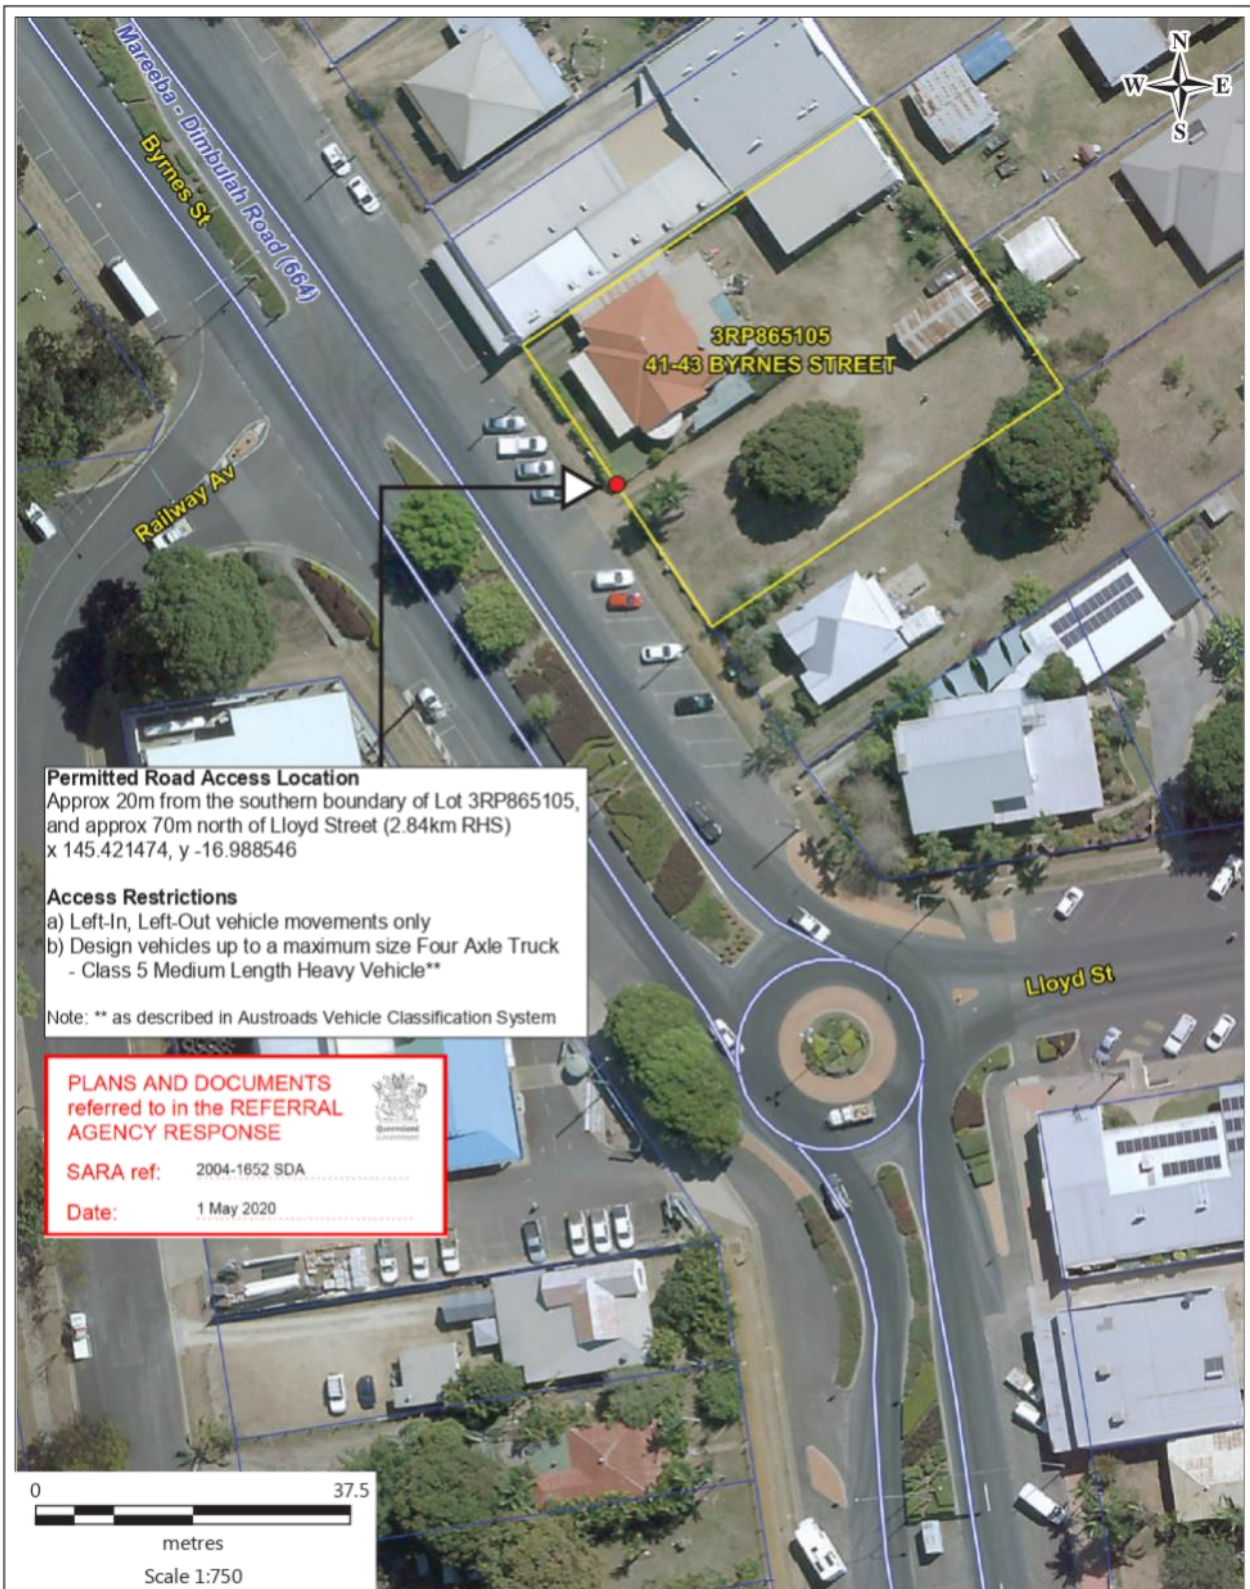 N
W E
S
Mareeba - Dimbulah Road (664)
Byrnes St
3RP865105
41-43 BYRNES STREET
Railway Av
Permitted Road Access Location
Approx 20m from the southern boundary of Lot 3RP865105,
and approx 70m north of Lloyd Street (2.84km RHS)
x 145.421474, y -16.988546
Access Restrictions
a) Left-In, Left-Out vehicle movements only
b) Design vehicles up to a maximum size Four Axle Truck
- Class 5 Medium Length Heavy Vehicle**
Note: ** as described in Austroads Vehicle Classification System
Lloyd St
PLANS AND DOCUMENTS
referred to in the REFERRAL
AGENCY RESPONSE
Queensland
Government
SARA ref: 2004-1652 SDA
Date: 1 May 2020
0 37.5
metres
Scale 1:750